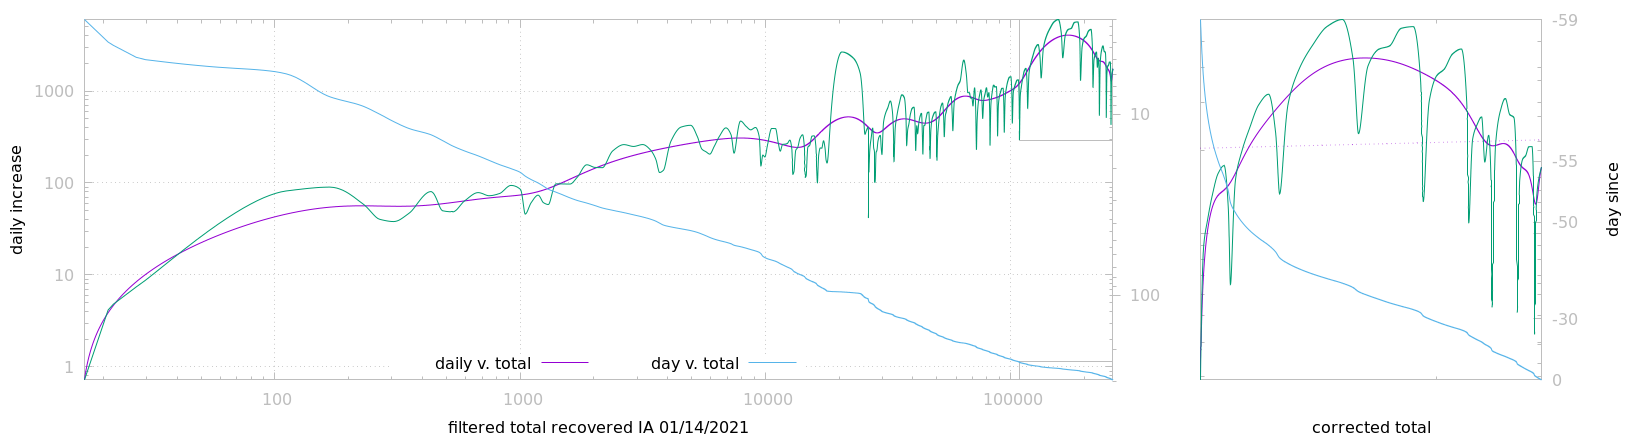 daily increase
1000
100
10
1
100
1000
10000
100000
10
100
daily v. total
day v. total
filtered total recovered IA 01/14/2021
-59
-55
-50
-30
0
day since
corrected total